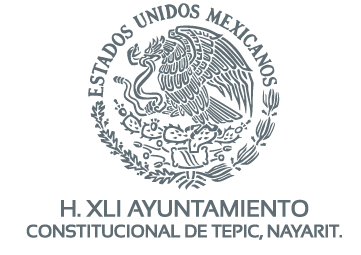 ESTADOS UNIDOS MEXICANOS
H. XLI AYUNTAMIENTO
CONSTITUCIONAL DE TEPIC, NAYARIT.